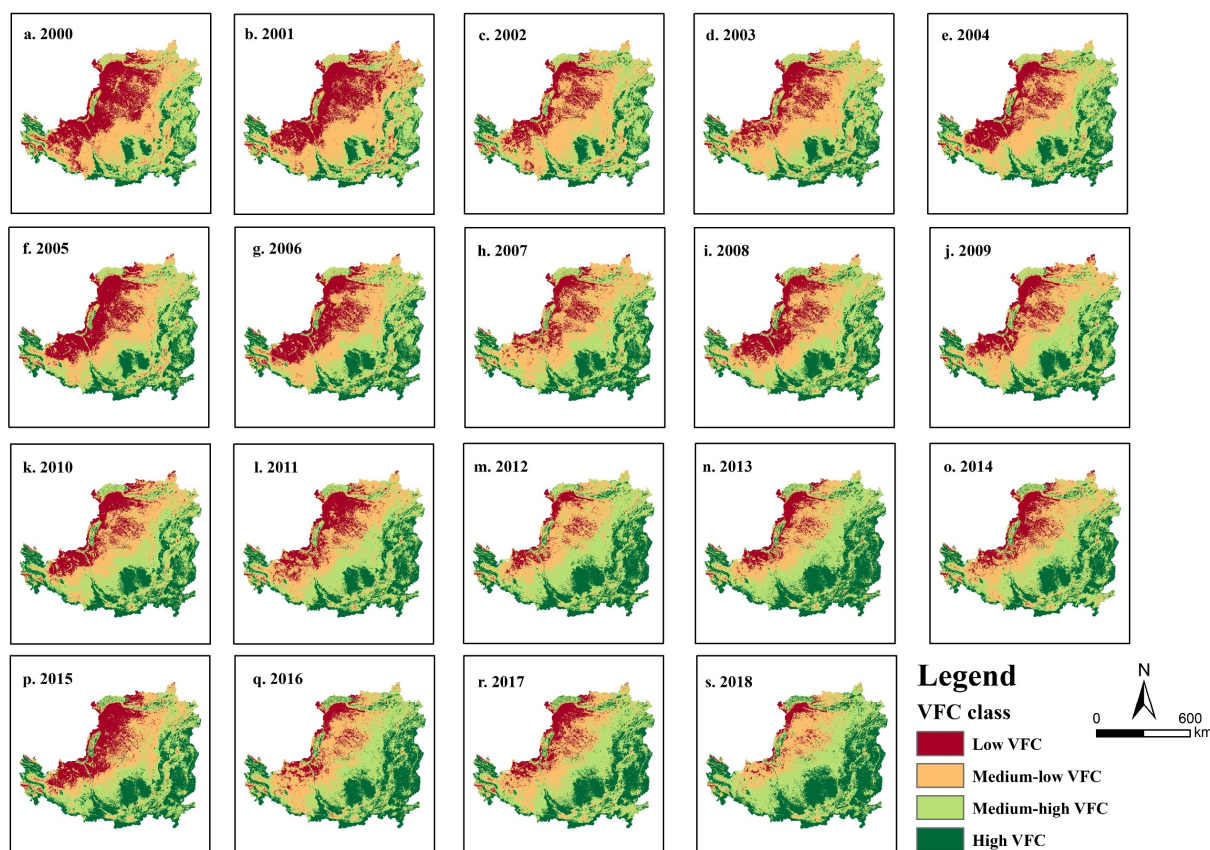 a. 2000
b. 2001
c. 2002
d. 2003
e. 2004
f. 2005
g. 2006
h. 2007
i. 2008
j. 2009
k. 2010
l. 2011
m. 2012
n. 2013
o. 2014
p. 2015
q. 2016
r. 2017
s. 2018
Legend
VFC class
Low VFC
Medium-low VFC
Medium-high VFC
High VFC
N
0 600
km